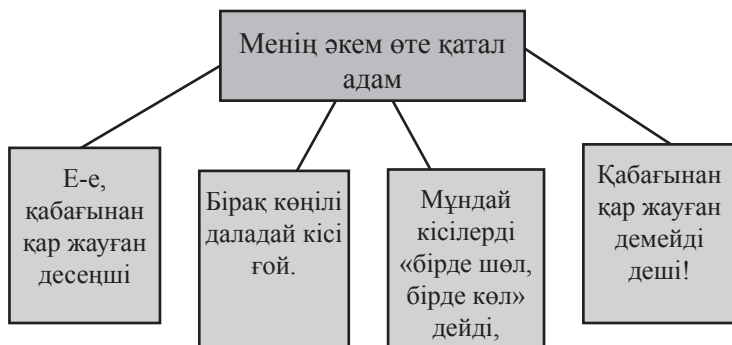 Менің әкем өте қатал
адам
Е-е,
қабағынан
қар жауған
десеңші
Бірақ көңілі
даладай кісі
ғой.
Мұндай
кісілерді
«бірде шөл,
бірде көл»
дейді,
Қабағынан
қар жауған
демейді
деші!